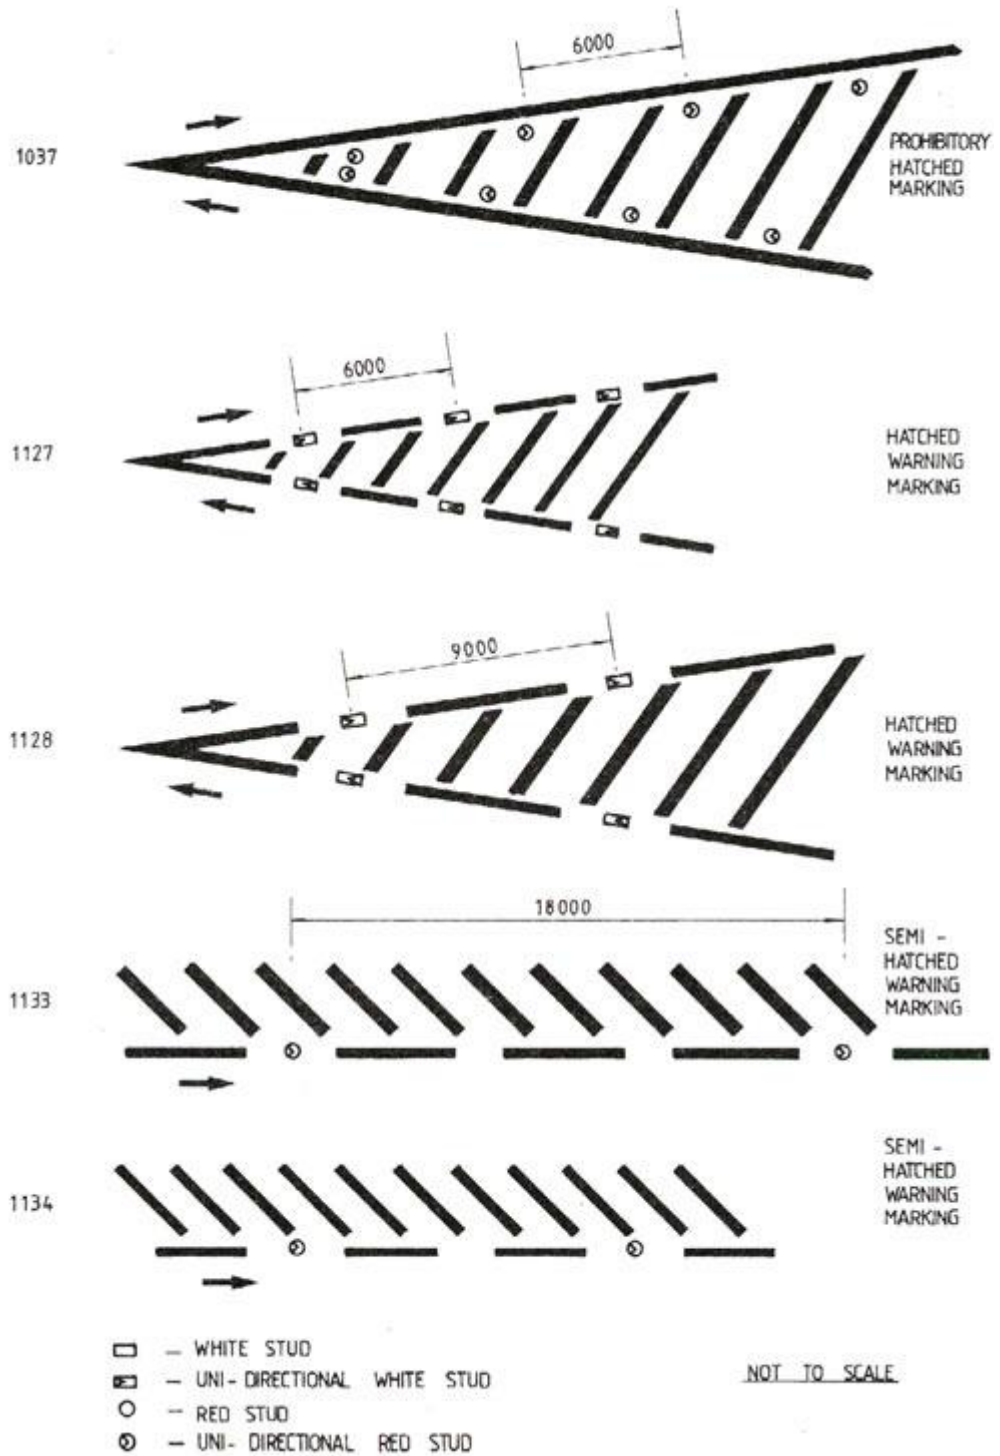 6000
1037
PROHIBITORY
HATCHED
MARKING
6000
1127
HATCHED
WARNING
MARKING
9000
1128
HATCHED
WARNING
MARKING
18000
1133
SEMI -
HATCHED
WARNING
MARKING
1134
SEMI -
HATCHED
WARNING
MARKING
– WHITE STUD
– UNI-DIRECTIONAL WHITE STUD
– RED STUD
– UNI-DIRECTIONAL RED STUD
NOT TO SCALE